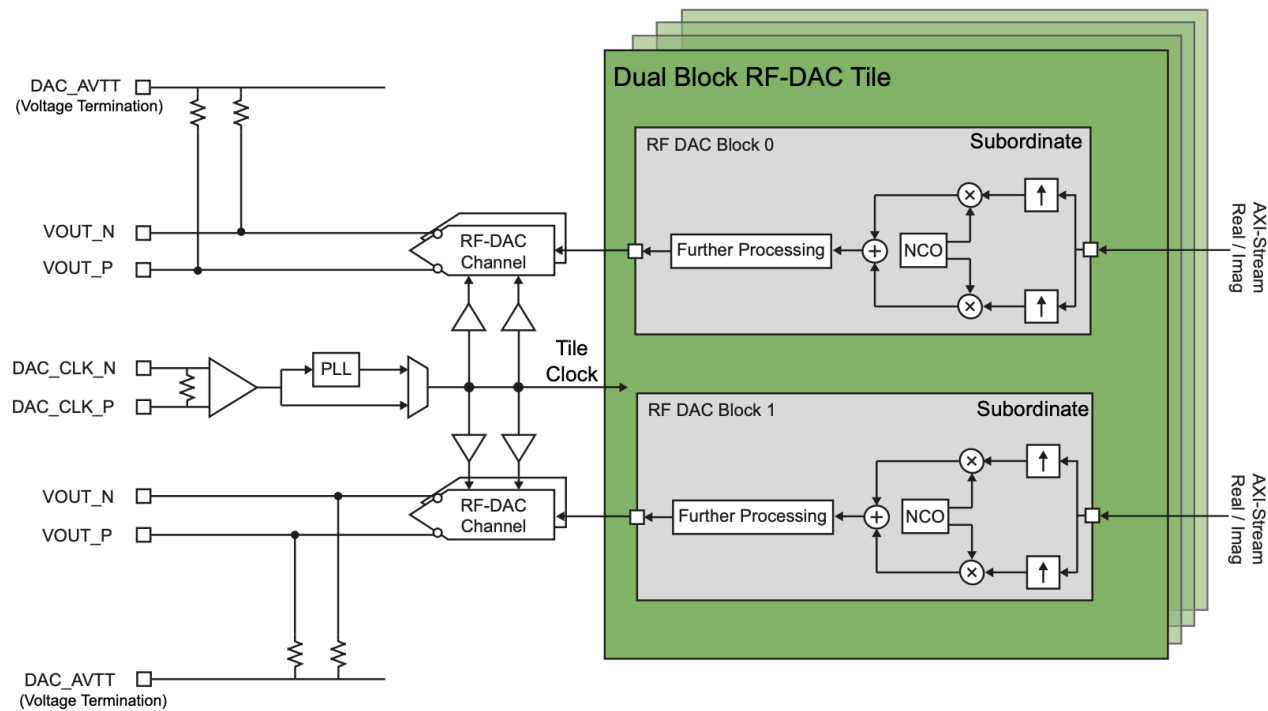 Dual Block RF-DAC Tile
DAC_AVTT
(Voltage Termination)
RF DAC Block 0
Subordinate
VOUT_N
VOUT_P
RF-DAC
Channel
Further Processing
+
NCO
×
×
AXI-Stream
Real / Imag
DAC_CLK_N
DAC_CLK_P
PLL
Tile
Clock
RF DAC Block 1
Subordinate
VOUT_N
VOUT_P
RF-DAC
Channel
Further Processing
+
NCO
×
×
AXI-Stream
Real / Imag
DAC_AVTT
(Voltage Termination)